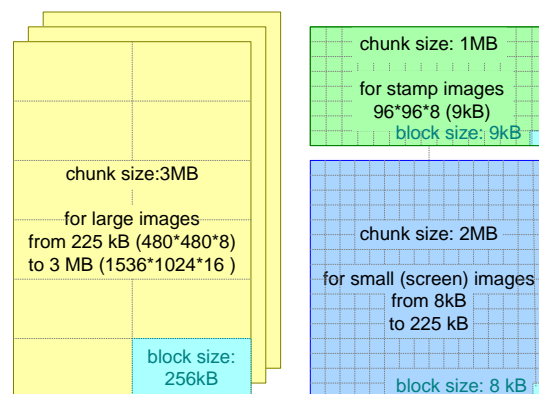 chunk size:3MB
for large images
from 225 kB (480*480*8)
to 3 MB (1536*1024*16 )
block size:
256kB
chunk size: 1MB
for stamp images
96*96*8 (9kB)
block size: 9kB
chunk size: 2MB
for small (screen) images
from 8kB
to 225 kB
block size: 8 kB